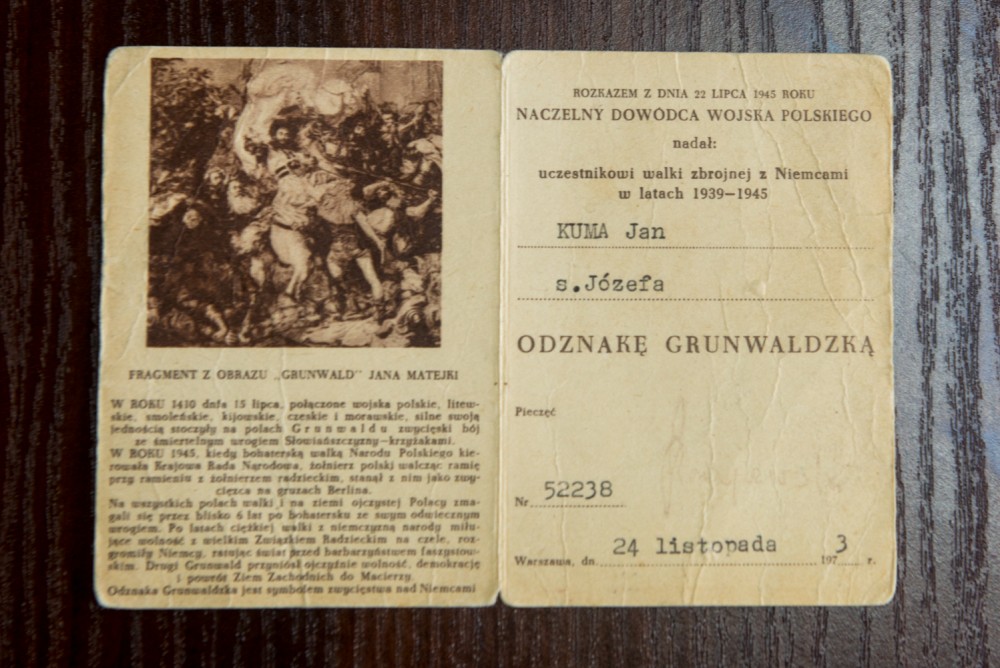 FRAGMENT Z OBRAZU „GRUNWALD" JANA MATEJKI
W ROKU 1410 dnia 15 lipca, połączone wojska polskie, litew-
skie, smoleńskie, kijowskie, czeskie i morawskie, silne swoją
jednością stoczyły na polach Grunwaldu zwycięski bój
ze śmiertelnym wrogiem Słowiańszczyzny—krzyżakami.
W ROKU 1945, kiedy bohaterską walką Narodu Polskiego kie-
rowała Krajowa Rada Narodowa, żołnierz polski walcząc ramię
przy ramieniu z żołnierzem radzieckim, stanął z nim jako zwy-
cięzca na gruzach Berlina.
Na wszystkich polach walki i na ziemi ojczystej Polacy zma-
gali się przez blisko 6 lat po bohatersku ze swym odwiecznym
wrogiem. Po latach ciężkiej walki z niemczyzną narody miłu-
jące wolność z wielkim Związkiem Radzieckim na czele, roz-
gromiły Niemcy, ratując świat przed barbarzyństwem faszystow-
skim. Drugi Grunwald przyniósł ojczyźnie wolność, demokrację
i powrót Ziem Zachodnich do Macierzy.
Odznaka Grunwaldzka jest symbolem zwycięstwa nad Niemcami
ROZKAZEM Z DNIA 22 LIPCA 1945 ROKU
NACZELNY DOWÓDCA WOJSKA POLSKIEGO
nadał:
uczestnikowi walki zbrojnej z Niemcami
w latach 1939—1945
KUMA Jan
s.Józefa
ODZNAKĘ GRUNWALDZKĄ
Pieczęć
Nr 52238
Warszawa, dn. 24 listopada 1973 r.